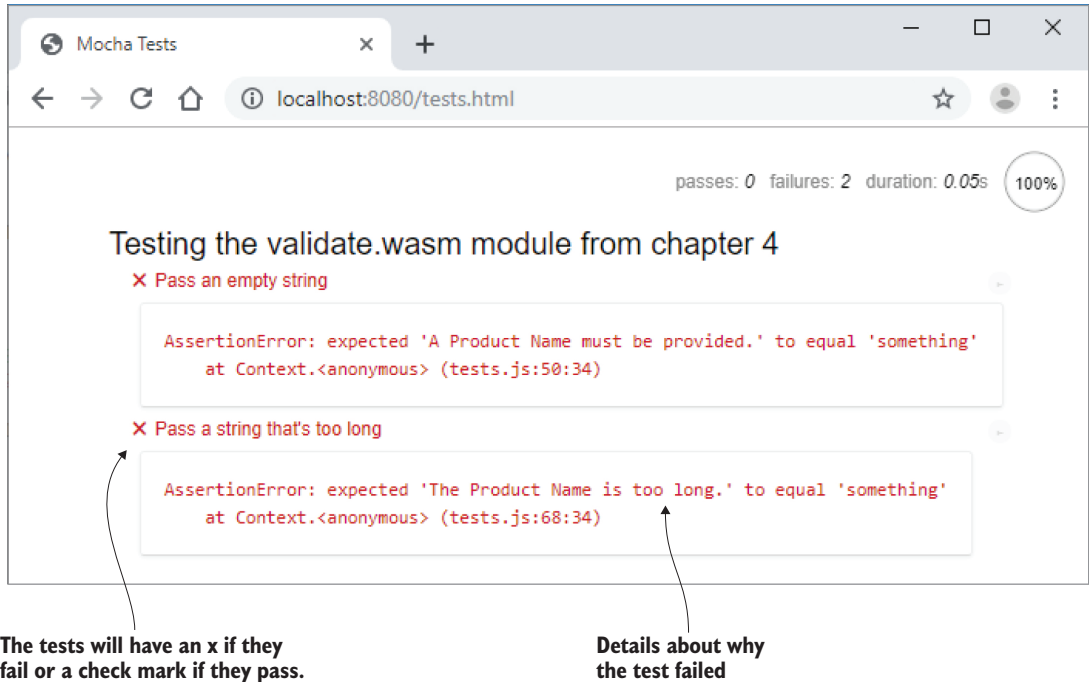 Mocha Tests
localhost:8080/tests.html
passes: 0 failures: 2 duration: 0.05s 100%
Testing the validate.wasm module from chapter 4
× Pass an empty string
AssertionError: expected 'A Product Name must be provided.' to equal 'something'
at Context.<anonymous> (tests.js:50:34)
× Pass a string that's too long
AssertionError: expected 'The Product Name is too long.' to equal 'something'
at Context.<anonymous> (tests.js:68:34)
The tests will have an x if they
fail or a check mark if they pass.
Details about why
the test failed